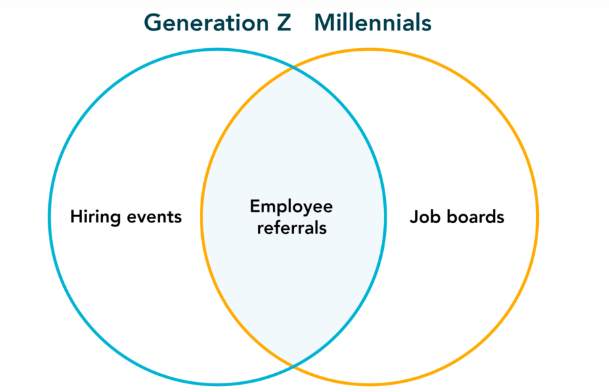 Generation Z Millennials
Hiring events
Employee
referrals
Job boards